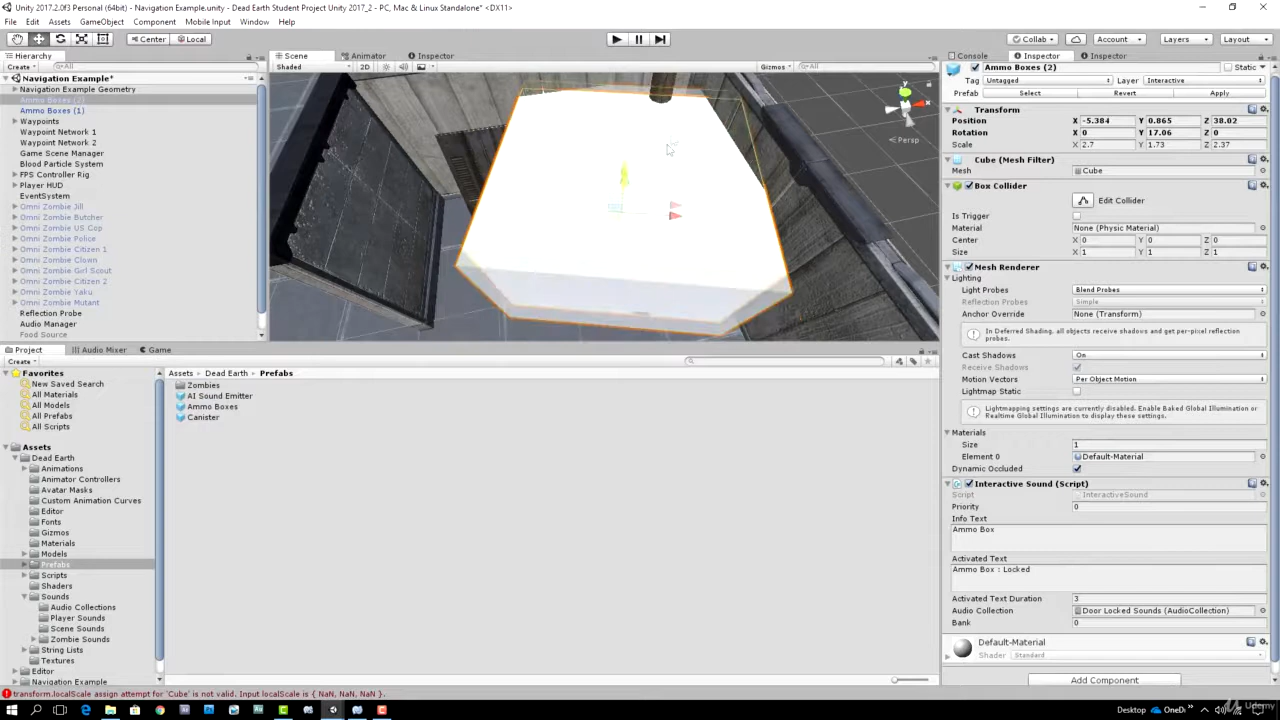 Unity 2017.2.0f3 Personal (64bit) - Navigation Example.unity - Dead Earth Student Project Unity 2017_2 - PC, Mac & Linux Standalone* <DX11>
File Edit Assets GameObject Component Mobile Input Window Help
Center Local Collab Account Layers Layout
Hierarchy
Create All
Navigation Example*
Navigation Example Geometry
Ammo Boxes (2)
Ammo Boxes (1)
Waypoints
Waypoint Network 1
Waypoint Network 2
Game Scene Manager
Blood Particle System
FPS Controller Rig
Player HUD
EventSystem
Omni Zombie Jill
Omni Zombie Butcher
Omni Zombie US Cop
Omni Zombie Police
Omni Zombie Citizen 1
Omni Zombie Clown
Omni Zombie Girl Scout
Omni Zombie Citizen 2
Omni Zombie Yaku
Omni Zombie Mutant
Reflection Probe
Audio Manager
Food Source
Scene Animator Inspector
Shaded 2D Gizmos All
y
x
Persp
Project Audio Mixer Game
Create
Favorites
New Saved Search
All Materials
All Models
All Prefabs
All Scripts
Assets
Dead Earth
Animations
Animator Controllers
Avatar Masks
Custom Animation Curves
Editor
Fonts
Gizmos
Materials
Models
Prefabs
Scripts
Shaders
Sounds
Audio Collections
Player Sounds
Scene Sounds
Zombie Sounds
String Lists
Textures
Editor
Navigation Example
Assets Dead Earth Prefabs
Zombies
AI Sound Emitter
Ammo Boxes
Canister
Console Inspector Inspector
Ammo Boxes (2) Static
Tag Untagged Layer Interactive
Prefab Select Revert Apply
Transform
Position X -5.384 Y 0.865 Z 38.02
Rotation X 0 Y 17.06 Z 0
Scale X 2.7 Y 1.73 Z 2.37
Cube (Mesh Filter)
Mesh Cube
Box Collider
Edit Collider
Is Trigger
Material None (Physic Material)
Center X 0 Y 0 Z 0
Size X 1 Y 1 Z 1
Mesh Renderer
Lighting
Light Probes Blend Probes
Reflection Probes Simple
Anchor Override None (Transform)
In Deferred Shading, all objects receive shadows and get per-pixel reflection
probes.
Cast Shadows On
Receive Shadows
Motion Vectors Per Object Motion
Lightmap Static
Lightmapping settings are currently disabled. Enable Baked Global Illumination or
Realtime Global Illumination to display these settings.
Materials
Size 1
Element 0 Default-Material
Dynamic Occluded
Interactive Sound (Script)
Script InteractiveSound
Priority 0
Info Text
Ammo Box
Activated Text
Ammo Box : Locked
Activated Text Duration 3
Audio Collection Door Locked Sounds (AudioCollection)
Bank 0
Default-Material
Shader Standard
Add Component
transform.localScale assign attempt for 'Cube' is not valid. Input localScale is { NaN, NaN, NaN }.
Desktop OneDr
Udemy